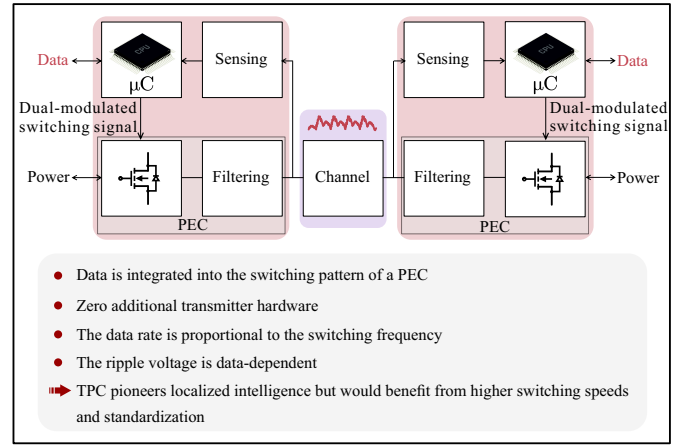 Data
CPU
μC
Sensing
Sensing
CPU
μC
Data
Dual-modulated
switching signal
Dual-modulated
switching signal
Power
Filtering
Channel
Filtering
Power
PEC
PEC
Data is integrated into the switching pattern of a PEC
Zero additional transmitter hardware
The data rate is proportional to the switching frequency
The ripple voltage is data-dependent
TPC pioneers localized intelligence but would benefit from higher switching speeds
and standardization